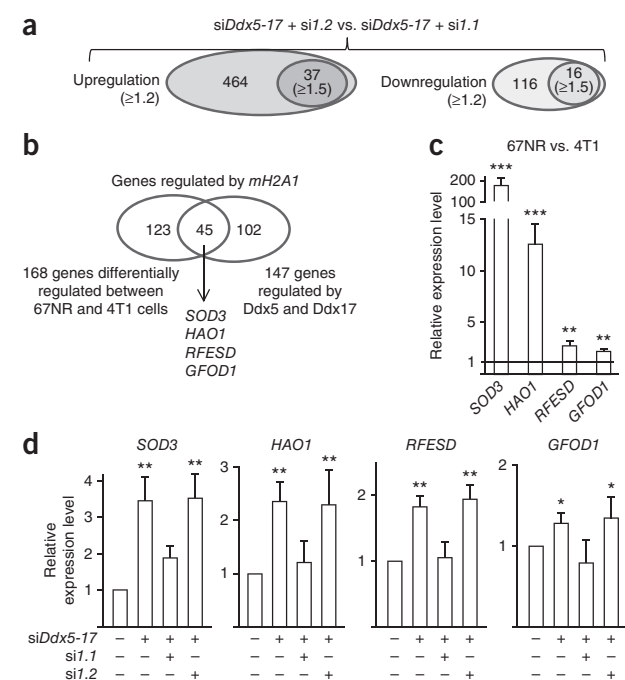 a
siDdx5-17 + si1.2 vs. siDdx5-17 + si1.1
Upregulation
(≥1.2)
464
37
(≥1.5)
Downregulation
(≥1.2)
116
16
(≥1.5)
b
Genes regulated by mH2A1
123
45
102
168 genes differentially
regulated between
67NR and 4T1 cells
147 genes
regulated by
Ddx5 and Ddx17
SOD3
HAO1
RFESD
GFOD1
c
67NR vs. 4T1
Relative expression level
200
100
15
10
5
1
***
***
**
**
SOD3
HAO1
RFESD
GFOD1
d
Relative
expression level
SOD3
4
3
2
1
**
**
HAO1
3
2
1
**
**
RFESD
2
1
**
**
GFOD1
2
1
*
*
siDdx5-17 – + + + – + + + – + + + – + + +
si1.1 – – + – – – + – – – + – – – + –
si1.2 – – – + – – – + – – – + – – – +